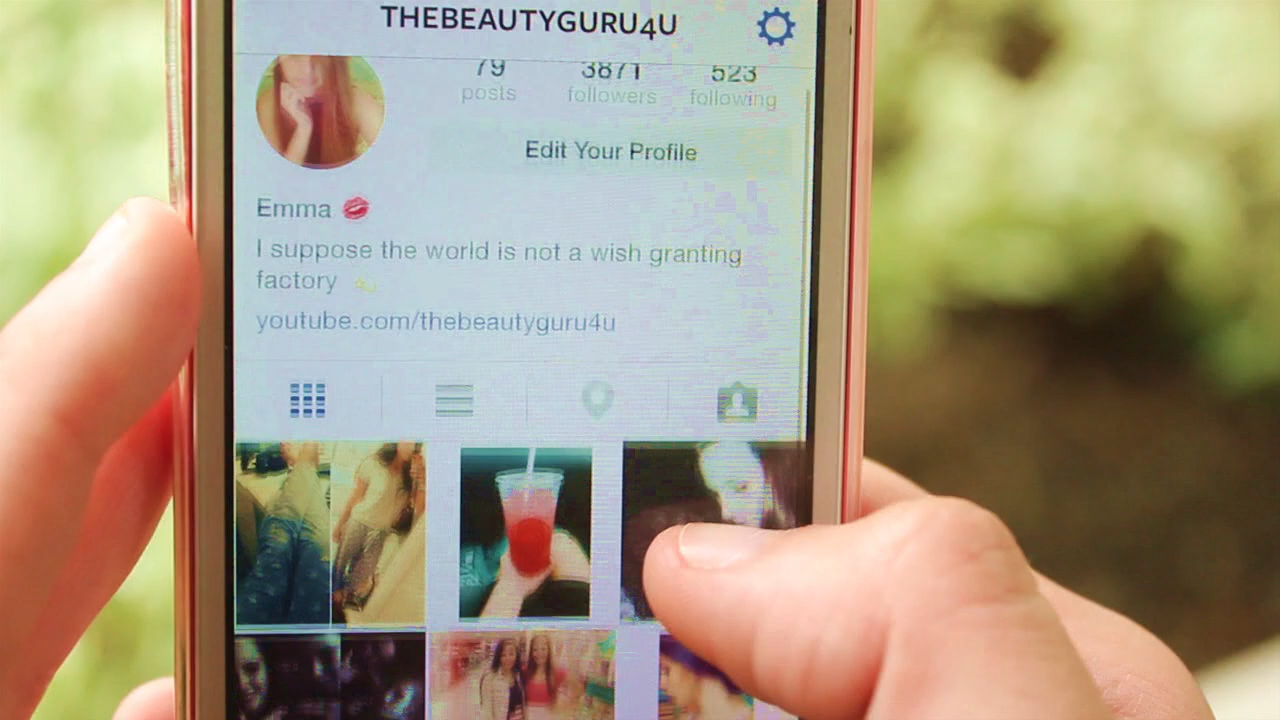 THEBEAUTYGURU4U
79 3871 523
posts followers following
Edit Your Profile
Emma
I suppose the world is not a wish granting
factory
youtube.com/thebeautyguru4u